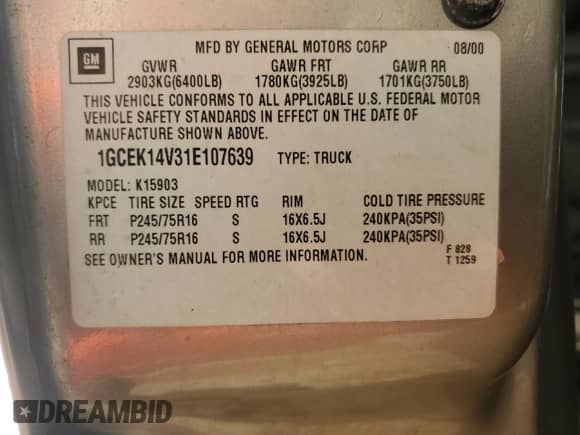 GM
MFD BY GENERAL MOTORS CORP 08/00
GVWR GAWR FRT GAWR RR
2903KG(6400LB) 1780KG(3925LB) 1701KG(3750LB)
THIS VEHICLE CONFORMS TO ALL APPLICABLE U.S. FEDERAL MOTOR
VEHICLE SAFETY STANDARDS IN EFFECT ON THE DATE OF
MANUFACTURE SHOWN ABOVE.
1GCEK14V31E107639 TYPE: TRUCK
MODEL: K15903
KPCE TIRE SIZE SPEED RTG RIM COLD TIRE PRESSURE
FRT P245/75R16 S 16X6.5J 240KPA(35PSI)
RR P245/75R16 S 16X6.5J 240KPA(35PSI)
SEE OWNER'S MANUAL FOR MORE INFORMATION.
F 828
T 1259
DREAMBID